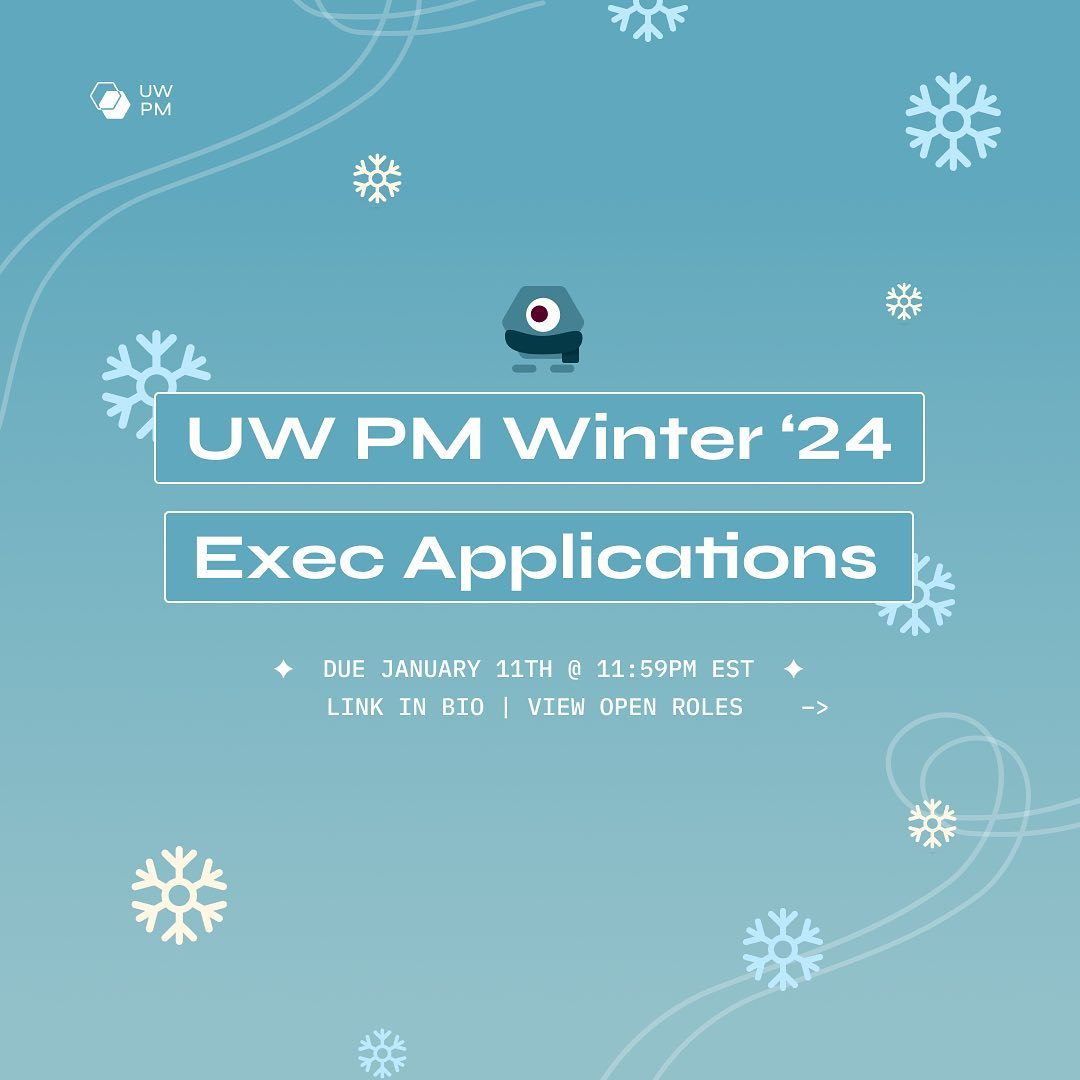 UW
PM
UW PM Winter ‘24
Exec Applications
✦ DUE JANUARY 11TH @ 11:59PM EST ✦
LINK IN BIO | VIEW OPEN ROLES —>